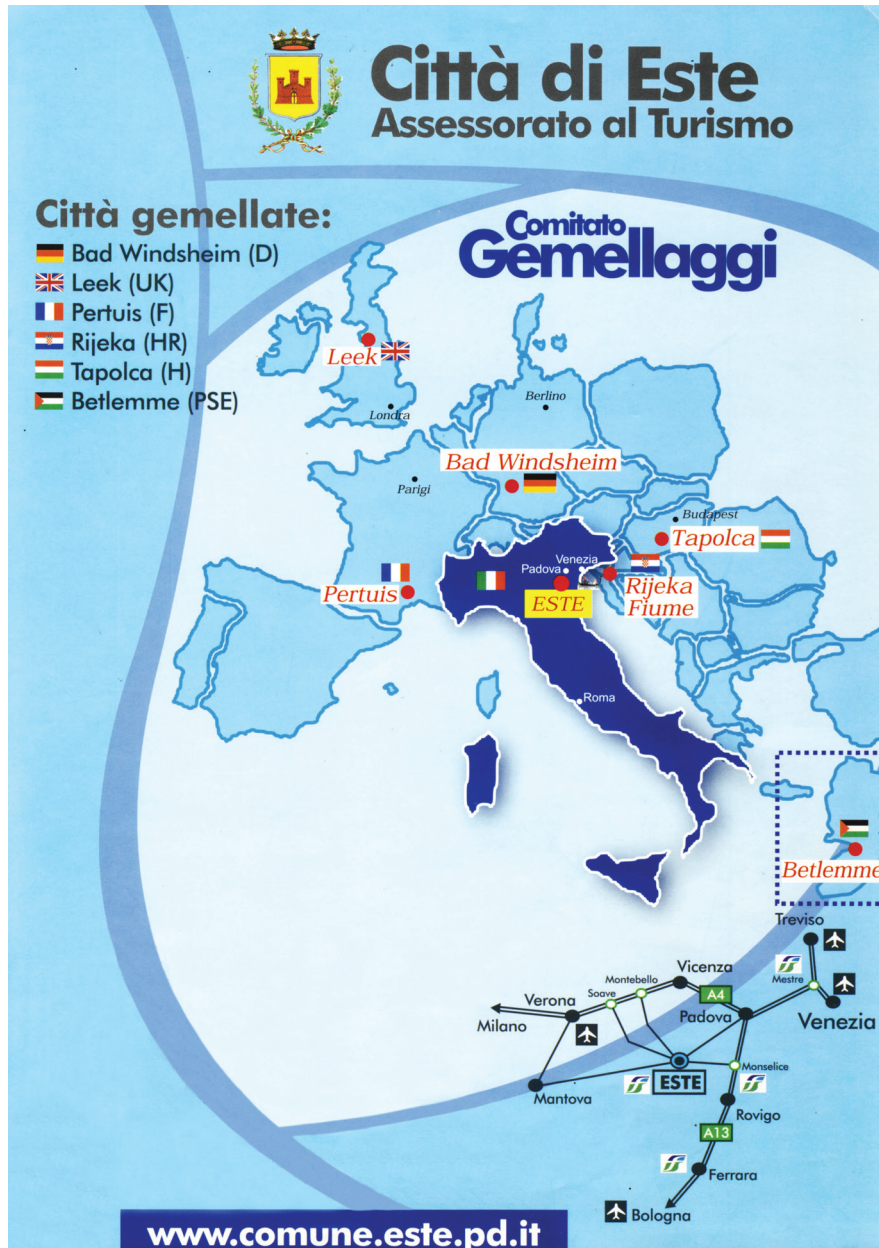 Città di Este
Assessorato al Turismo
Città gemellate:
Bad Windsheim (D)
Leek (UK)
Pertuis (F)
Rijeka (HR)
Tapolca (H)
Betlemme (PSE)
Comitato
Gemellaggi
Leek
Londra
Berlino
Bad Windsheim
Parigi
Budapest
Tapolca
Venezia
Padova
Pertuis
ESTE
Rijeka
Fiume
Roma
Betlemme
Treviso
Vicenza
Mestre
Montebello
Soave
A4
Verona
Milano
Padova
Venezia
Monselice
ESTE
Mantova
Rovigo
A13
Ferrara
Bologna
www.comune.este.pd.it